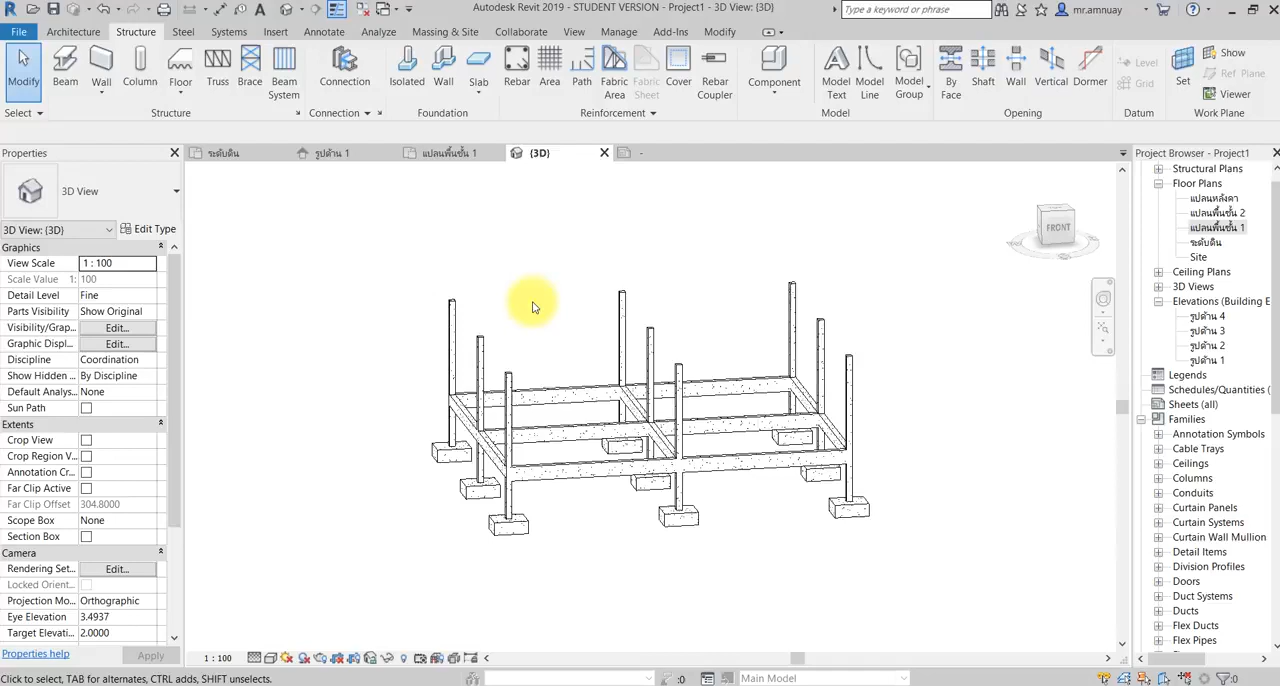 Autodesk Revit 2019 - STUDENT VERSION - Project1 - 3D View: {3D}
Type a keyword or phrase
mr.amnuay
File
Architecture
Structure
Steel
Systems
Insert
Annotate
Analyze
Massing & Site
Collaborate
View
Manage
Add-Ins
Modify
Modify
Beam
Wall
Column
Floor
Truss
Brace
Beam System
Connection
Isolated
Wall
Slab
Rebar
Area
Path
Fabric Area
Fabric Sheet
Cover
Rebar Coupler
Component
Model Text
Model Line
Model Group
By Face
Shaft
Wall
Vertical
Dormer
Level
Grid
Set
Show
Ref Plane
Viewer
Select
Structure
Connection
Foundation
Reinforcement
Model
Opening
Datum
Work Plane
Properties
ระดับดิน
รูปด้าน 1
แปลนพื้นชั้น 1
{3D}
-
Project Browser - Project1
3D View
3D View: {3D}
Edit Type
Graphics
View Scale
1 : 100
Scale Value 1:
100
Detail Level
Fine
Parts Visibility
Show Original
Visibility/Grap...
Edit...
Graphic Displ...
Edit...
Discipline
Coordination
Show Hidden ...
By Discipline
Default Analys...
None
Sun Path
Extents
Crop View
Crop Region V...
Annotation Cr...
Far Clip Active
Far Clip Offset
304.8000
Scope Box
None
Section Box
Camera
Rendering Set...
Edit...
Locked Orient...
Projection Mo...
Orthographic
Eye Elevation
3.4937
Target Elevati...
2.0000
Properties help
Apply
FRONT
Structural Plans
Floor Plans
แปลนหลังคา
แปลนพื้นชั้น 2
แปลนพื้นชั้น 1
ระดับดิน
Site
Ceiling Plans
3D Views
Elevations (Building E
รูปด้าน 4
รูปด้าน 3
รูปด้าน 2
รูปด้าน 1
Legends
Schedules/Quantities (
Sheets (all)
Families
Annotation Symbols
Cable Trays
Ceilings
Columns
Conduits
Curtain Panels
Curtain Systems
Curtain Wall Mullion
Detail Items
Division Profiles
Doors
Duct Systems
Ducts
Flex Ducts
Flex Pipes
1 : 100
Click to select, TAB for alternates, CTRL adds, SHIFT unselects.
:0
Main Model
:0